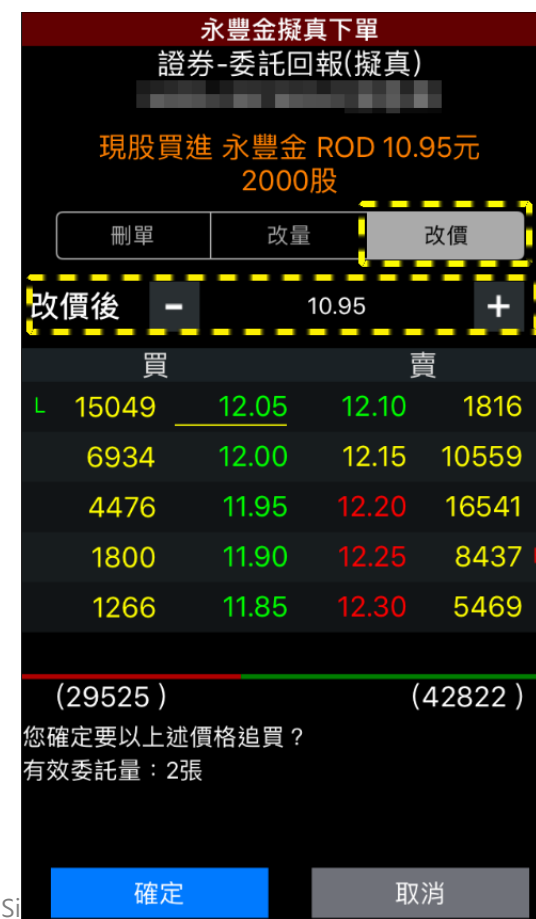 永豐金擬真下單
證券-委託回報(擬真)
現股買進 永豐金 ROD 10.95元
2000股
刪單 改量 改價
改價後 - 10.95 +
買 賣
L 15049 12.05 12.10 1816
6934 12.00 12.15 10559
4476 11.95 12.20 16541
1800 11.90 12.25 8437
1266 11.85 12.30 5469
(29525) (42822)
您確定要以上述價格追買?
有效委託量:2張
Si
確定 取消